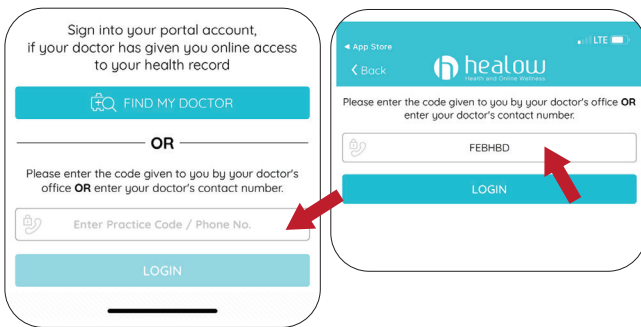 Sign into your portal account,
if your doctor has given you online access
to your health record
FIND MY DOCTOR
OR
Please enter the code given to you by your doctor's
office OR enter your doctor's contact number.
Enter Practice Code / Phone No.
LOGIN
App Store
LTE
Back
healow
Health and Online Wellness
Please enter the code given to you by your doctor's office OR
enter your doctor's contact number.
FEBHBD
LOGIN